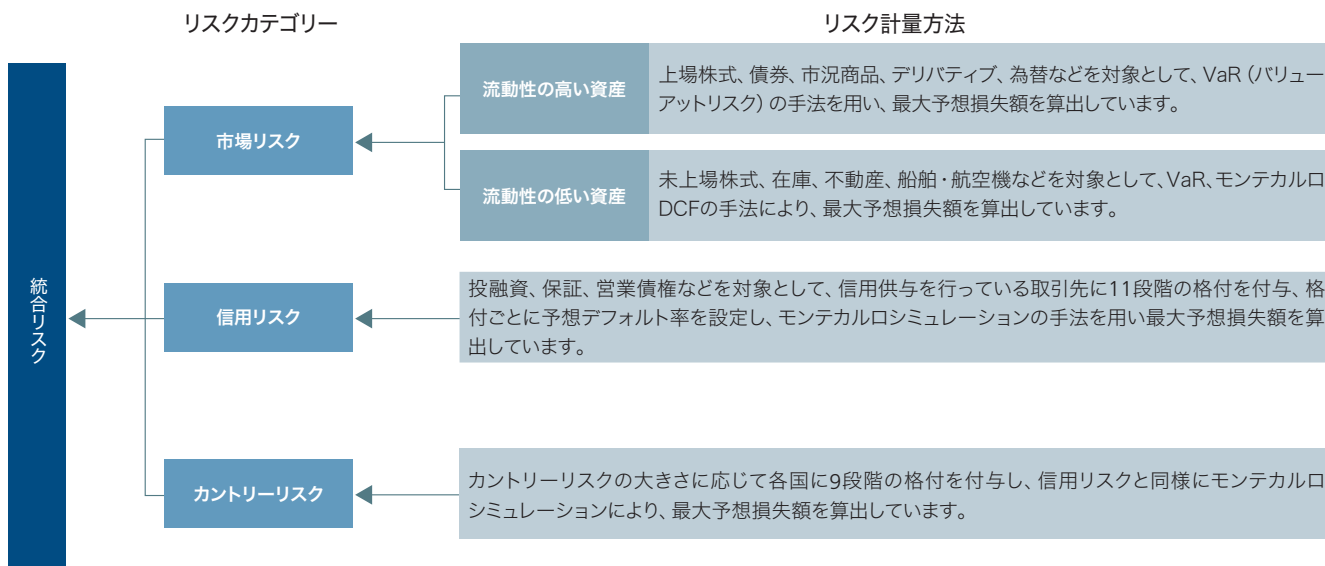 リスクカテゴリー
リスク計量方法
統合リスク
市場リスク
流動性の高い資産
上場株式、債券、市況商品、デリバティブ、為替などを対象として、VaR（バリュー
アットリスク）の手法を用い、最大予想損失額を算出しています。
流動性の低い資産
未上場株式、在庫、不動産、船舶・航空機などを対象として、VaR、モンテカルロ
DCFの手法により、最大予想損失額を算出しています。
信用リスク
投融資、保証、営業債権などを対象として、信用供与を行っている取引先に11段階の格付を付与、格
付ごとに予想デフォルト率を設定し、モンテカルロシミュレーションの手法を用い最大予想損失額を算
出しています。
カントリーリスク
カントリーリスクの大きさに応じて各国に9段階の格付を付与し、信用リスクと同様にモンテカルロ
シミュレーションにより、最大予想損失額を算出しています。